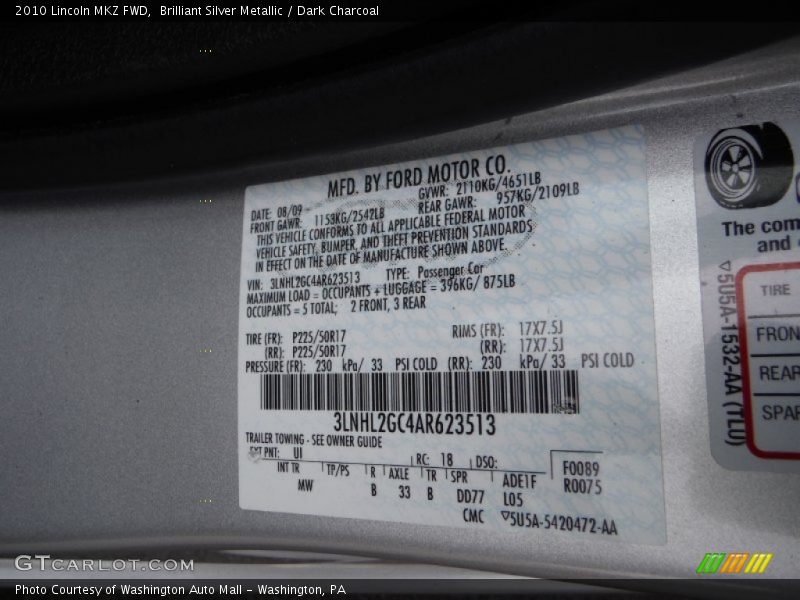 2010 Lincoln MKZ FWD,  Brilliant Silver Metallic / Dark Charcoal
MFD. BY FORD MOTOR CO.
DATE: 08/09 GVWR: 2110KG/4651LB
FRONT GAWR: 1153KG/2542LB REAR GAWR: 957KG/2109LB
THIS VEHICLE CONFORMS TO ALL APPLICABLE FEDERAL MOTOR
VEHICLE SAFETY, BUMPER, AND THEFT PREVENTION STANDARDS
IN EFFECT ON THE DATE OF MANUFACTURE SHOWN ABOVE.
VIN: 3LNHL2GC4AR623513 TYPE: Passenger Car
MAXIMUM LOAD = OCCUPANTS + LUGGAGE = 396KG/ 875LB
OCCUPANTS = 5 TOTAL; 2 FRONT, 3 REAR
TIRE (FR): P225/50R17 RIMS (FR): 17X7.5J
(RR): P225/50R17 (RR): 17X7.5J
PRESSURE (FR): 230 kPa/ 33 PSI COLD (RR): 230 kPa/ 33 PSI COLD
3LNHL2GC4AR623513
TRAILER TOWING - SEE OWNER GUIDE
EXT PNT: UI RC: 18 DSO: F0089
INT TR TP/PS R AXLE TR SPR ADE1F R0075
MW B 33 B DD77 L05
CMC 5U5A-5420472-AA
The com
and
5U5A-1532-AA (TLU)
TIRE
FRON
REAR
SPAR
GTCARLOT.COM
Photo Courtesy of Washington Auto Mall - Washington, PA